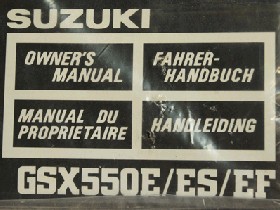 SUZUKI
OWNER'S
MANUAL
FAHRER-
HANDBUCH
MANUAL DU
PROPRIETAIRE
HANDLEIDING
GSX550E/ES/EF